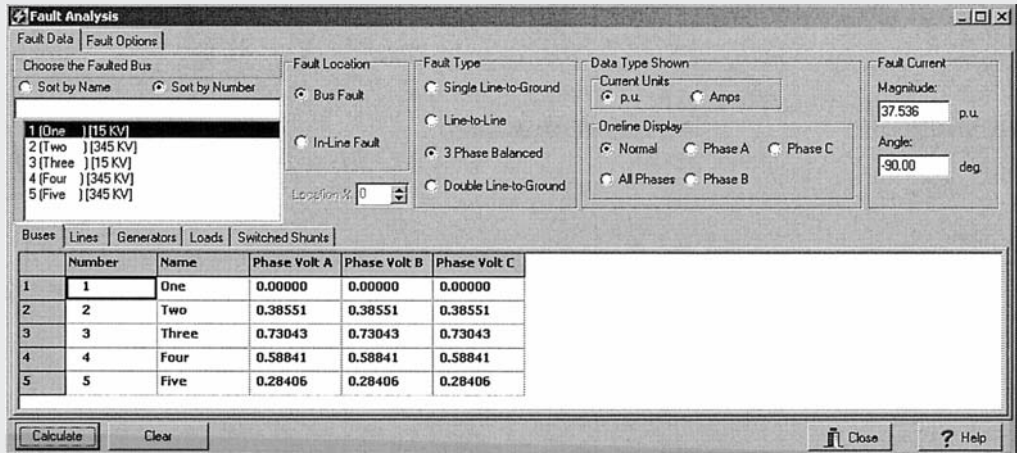 Fault Analysis
Fault Data Fault Options
Choose the Faulted Bus
Sort by Name Sort by Number
1 (One ) [15 KV]
2 (Two ) [345 KV]
3 (Three ) [15 KV]
4 (Four ) [345 KV]
5 (Five ) [345 KV]
Fault Location
Bus Fault
In-Line Fault
Location % 0
Fault Type
Single Line-to-Ground
Line-to-Line
3 Phase Balanced
Double Line-to-Ground
Data Type Shown
Current Units
p.u. Amps
Oneline Display
Normal Phase A Phase C
All Phases Phase B
Fault Current
Magnitude:
37.536 p.u.
Angle:
-90.00 deg.
Buses Lines Generators Loads Switched Shunts
Number Name Phase Volt A Phase Volt B Phase Volt C
1 1 One 0.00000 0.00000 0.00000
2 2 Two 0.38551 0.38551 0.38551
3 3 Three 0.73043 0.73043 0.73043
4 4 Four 0.58841 0.58841 0.58841
5 5 Five 0.28406 0.28406 0.28406
Calculate Clear Close ? Help